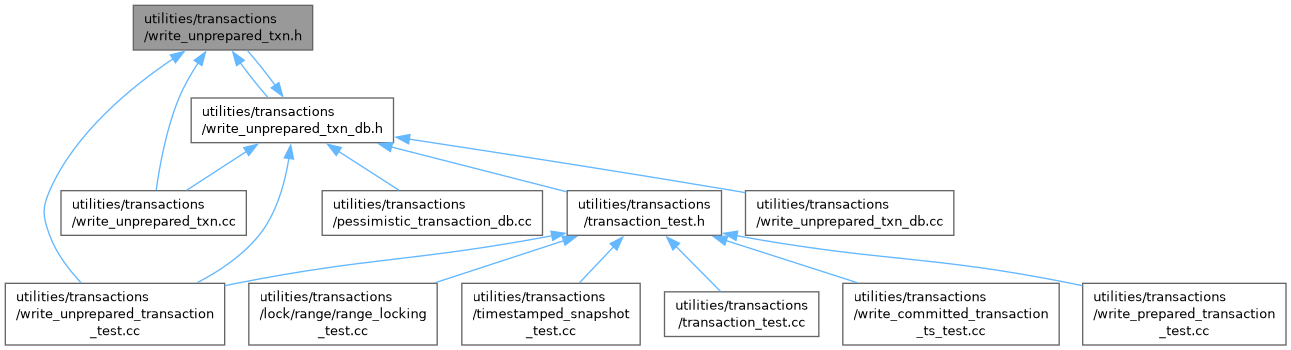 utilities/transactions
/write_unprepared_txn.h
utilities/transactions
/write_unprepared_txn_db.h
utilities/transactions
/write_unprepared_txn.cc
utilities/transactions
/pessimistic_transaction_db.cc
utilities/transactions
/transaction_test.h
utilities/transactions
/write_unprepared_txn_db.cc
utilities/transactions
/write_unprepared_transaction
_test.cc
utilities/transactions
/lock/range/range_locking
_test.cc
utilities/transactions
/timestamped_snapshot
_test.cc
utilities/transactions
/transaction_test.cc
utilities/transactions
/write_committed_transaction
_ts_test.cc
utilities/transactions
/write_prepared_transaction
_test.cc